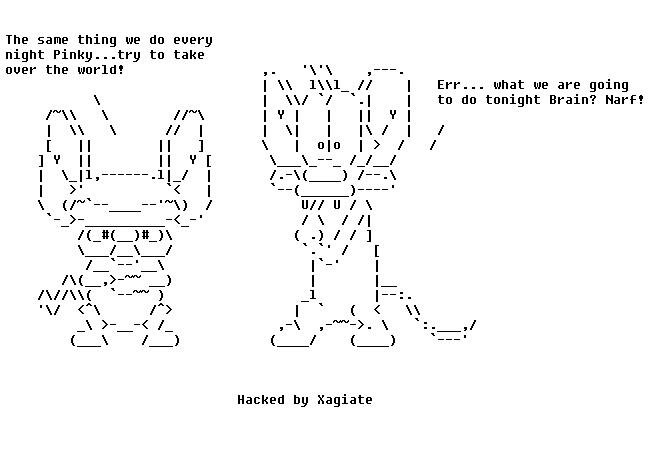 The same thing we do every
night Pinky...try to take
over the world!
Err... what we are going
to do tonight Brain? Narf!
Hacked by Xagiate